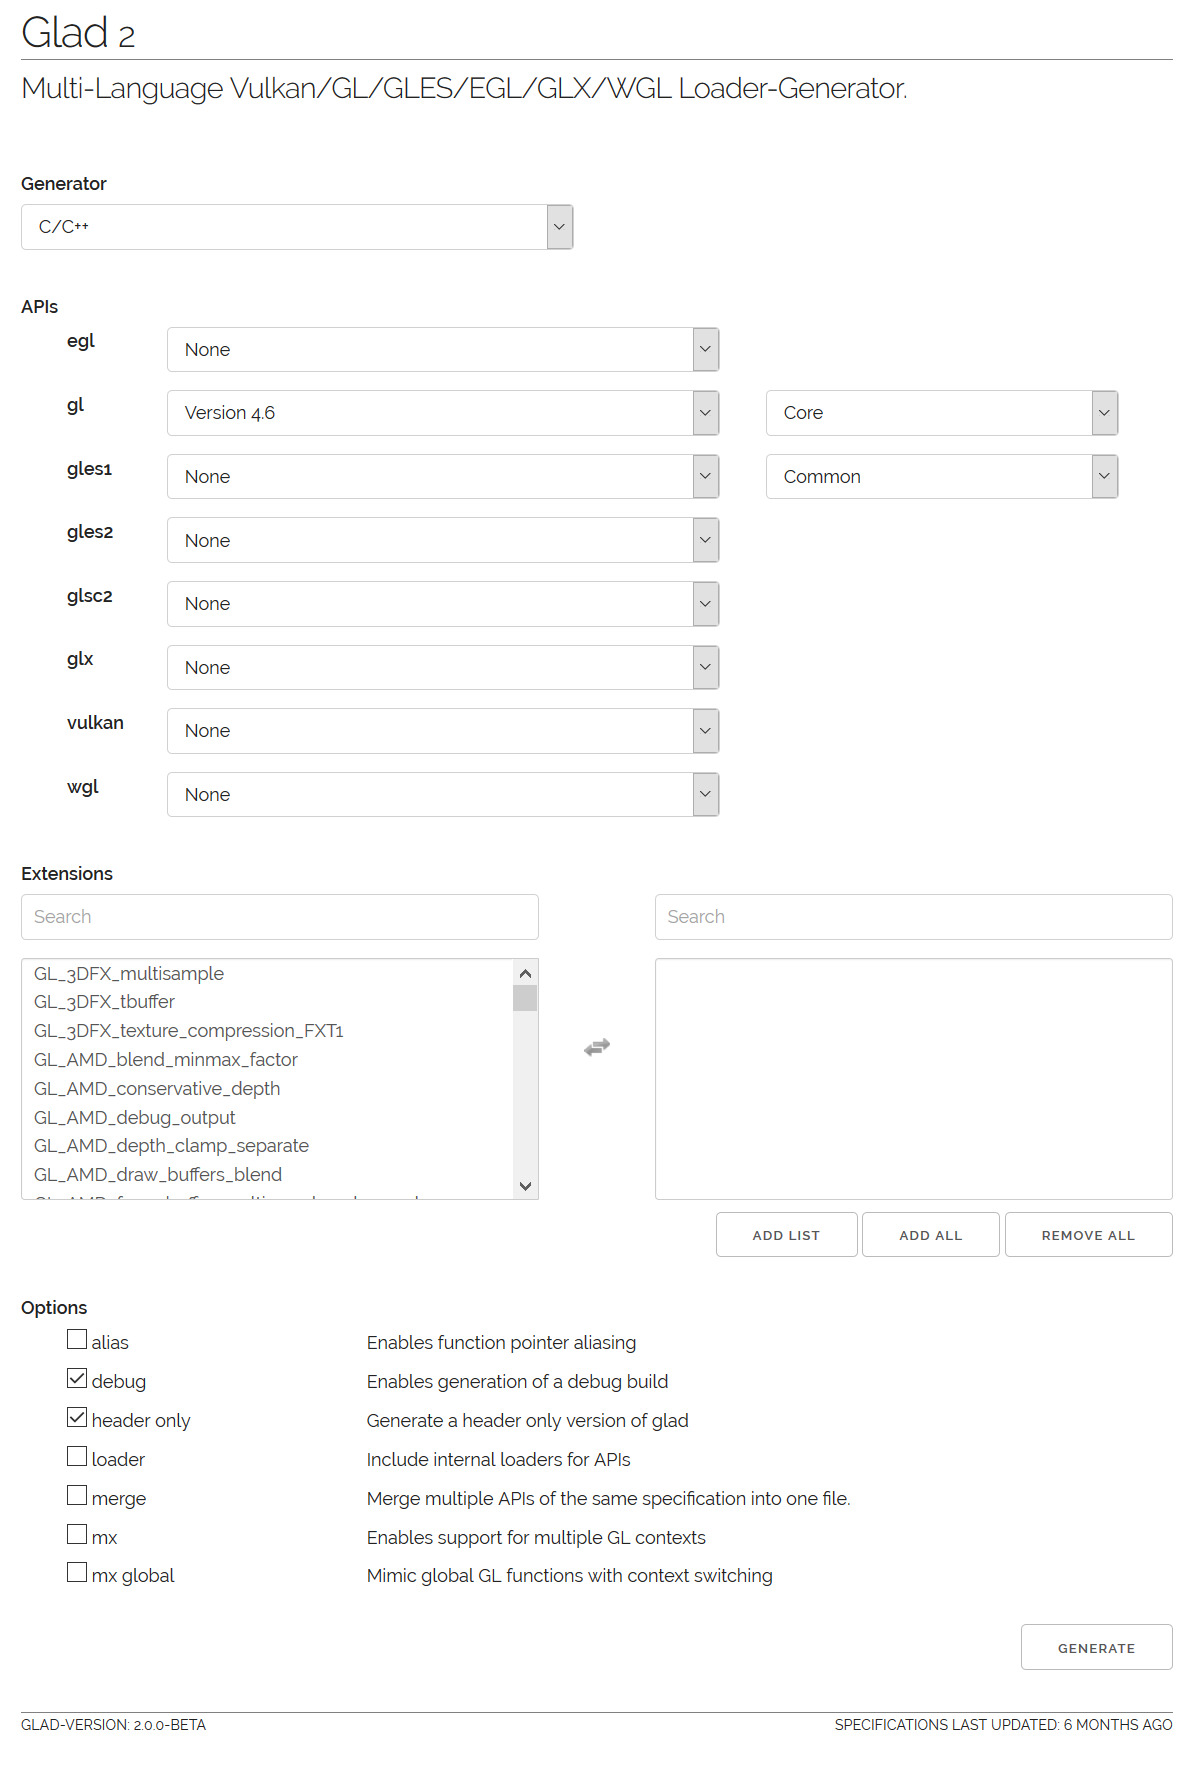 Glad 2
Multi-Language Vulkan/GL/GLES/EGL/GLX/WGL Loader-Generator.
Generator
C/C++
APIs
egl None
gl Version 4.6 Core
gles1 None Common
gles2 None
glsc2 None
glx None
vulkan None
wgl None
Extensions
Search Search
GL_3DFX_multisample
GL_3DFX_tbuffer
GL_3DFX_texture_compression_FXT1
GL_AMD_blend_minmax_factor
GL_AMD_conservative_depth
GL_AMD_debug_output
GL_AMD_depth_clamp_separate
GL_AMD_draw_buffers_blend
ADD LIST ADD ALL REMOVE ALL
Options
alias Enables function pointer aliasing
debug Enables generation of a debug build
header only Generate a header only version of glad
loader Include internal loaders for APIs
merge Merge multiple APIs of the same specification into one file.
mx Enables support for multiple GL contexts
mx global Mimic global GL functions with context switching
GENERATE
GLAD-VERSION: 2.0.0-BETA SPECIFICATIONS LAST UPDATED: 6 MONTHS AGO